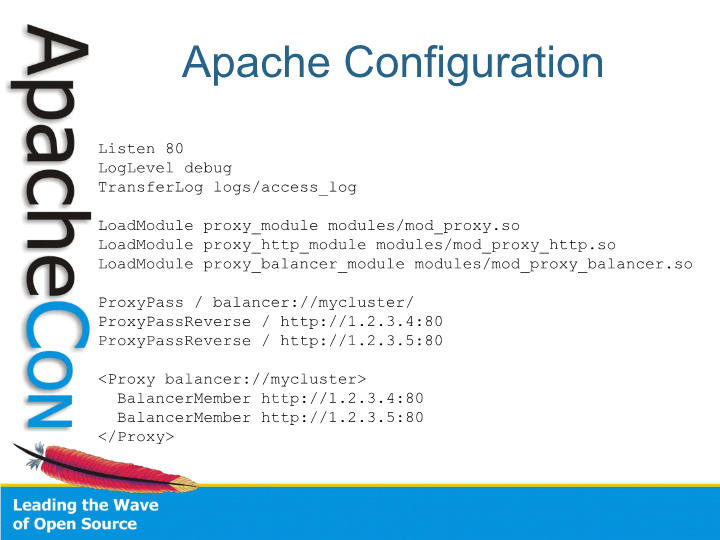 ApacheCon
Apache Configuration
Listen 80
LogLevel debug
TransferLog logs/access_log
LoadModule proxy_module modules/mod_proxy.so
LoadModule proxy_http_module modules/mod_proxy_http.so
LoadModule proxy_balancer_module modules/mod_proxy_balancer.so
ProxyPass / balancer://mycluster/
ProxyPassReverse / http://1.2.3.4:80
ProxyPassReverse / http://1.2.3.5:80
<Proxy balancer://mycluster>
  BalancerMember http://1.2.3.4:80
  BalancerMember http://1.2.3.5:80
</Proxy>
Leading the Wave
of Open Source